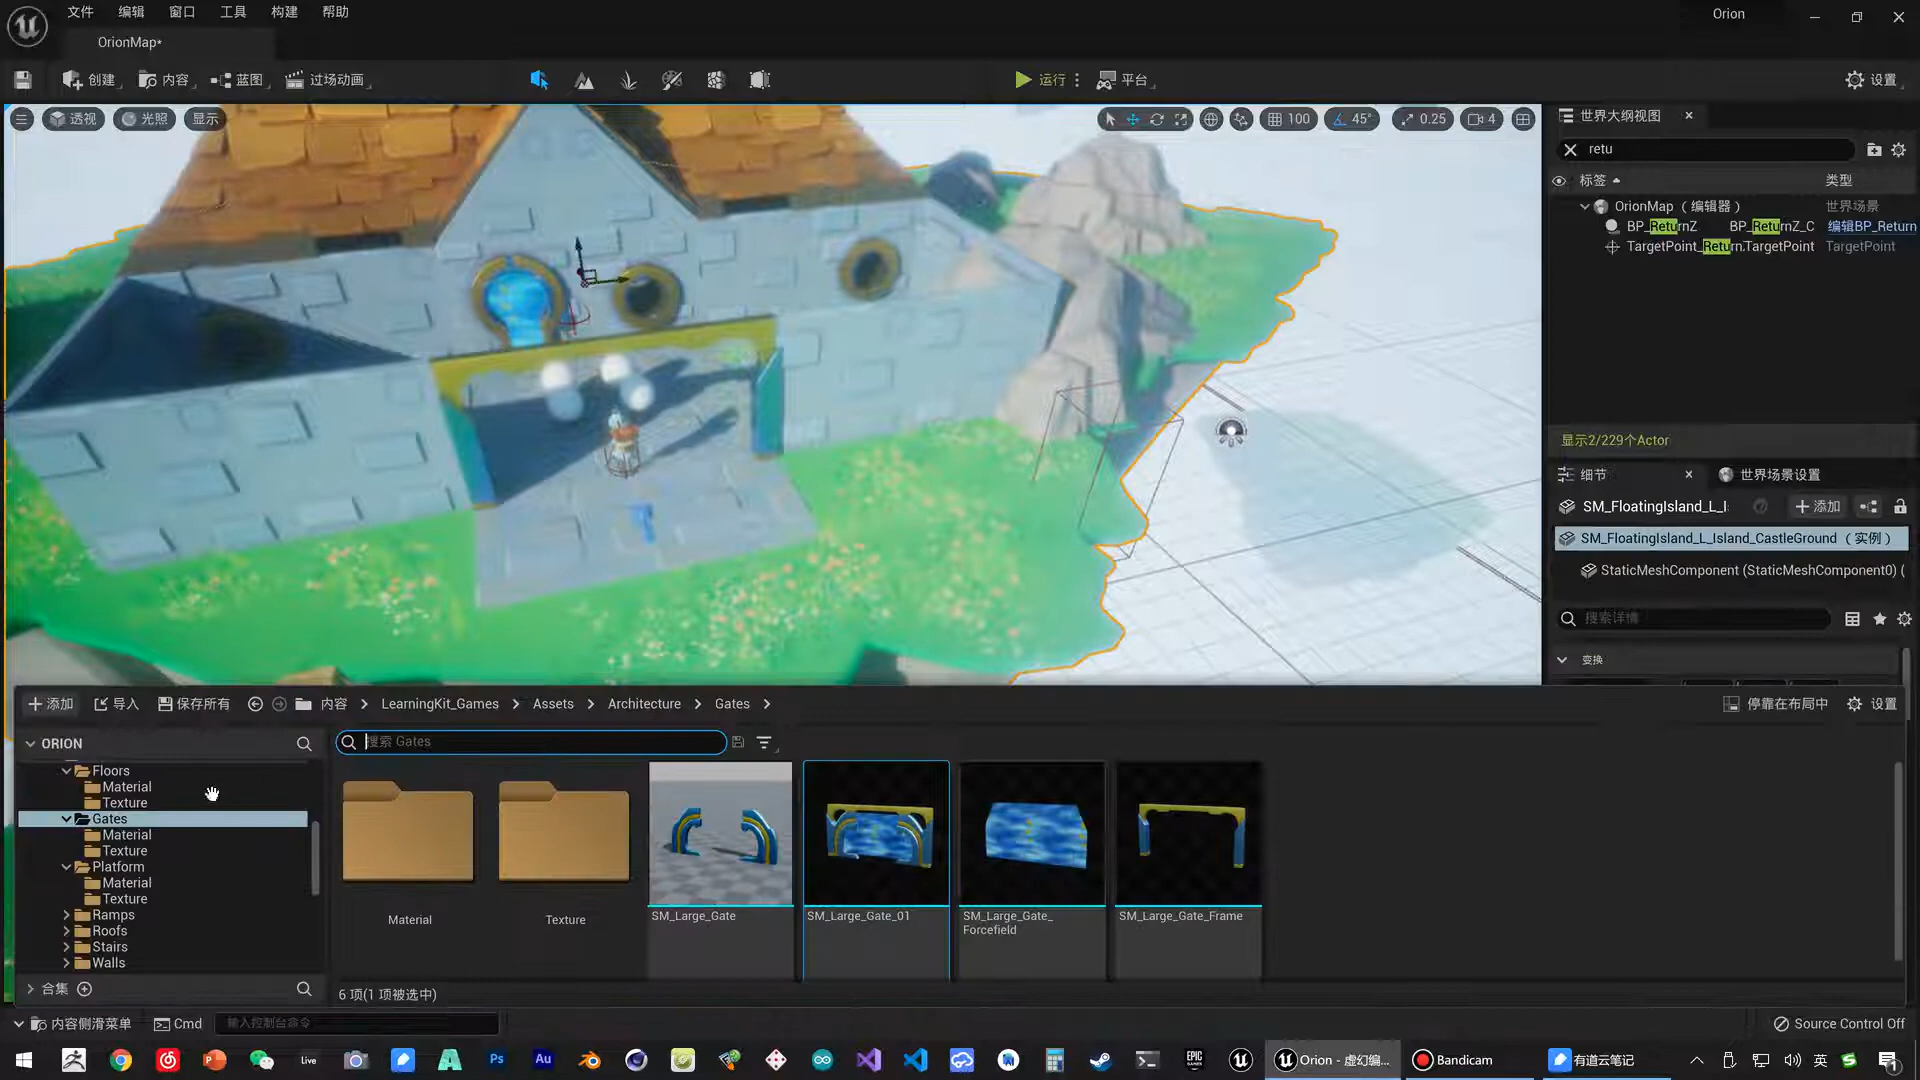 文件 编辑 窗口 工具 构建 帮助
Orion
OrionMap*
创建 内容 蓝图 过场动画
运行 平台
设置
透视 光照 显示
100 45° 0.25 4
世界大纲视图
retu
标签 类型
OrionMap（编辑器） 世界场景
BP_ReturnZ BP_ReturnZ_C 编辑BP_Return
TargetPoint_Return TargetPoint TargetPoint
显示2/229个Actor
细节 世界场景设置
SM_FloatingIsland_L_I 添加
SM_FloatingIsland_L_Island_CastleGround（实例）
StaticMeshComponent (StaticMeshComponent0) (
搜索详情
变换
添加 导入 保存所有 内容 LearningKit_Games Assets Architecture Gates 停靠在布局中 设置
ORION
搜索 Gates
Floors
Material
Texture
Gates
Material
Texture
Platform
Material
Texture
Ramps
Roofs
Stairs
Walls
Material
Texture
SM_Large_Gate
SM_Large_Gate_01
SM_Large_Gate_
Forcefield
SM_Large_Gate_Frame
合集
6 项(1 项被选中)
内容侧滑菜单 Cmd 输入控制台命令 Source Control Off
Live Ps Au EPIC GAMES Orion - 虚幻编... Bandicam 有道云笔记 英
1